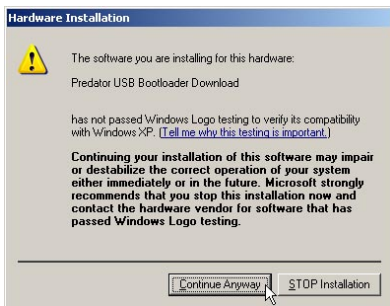 Hardware Installation
The software you are installing for this hardware:
Predator USB Bootloader Download
has not passed Windows Logo testing to verify its compatibility
with Windows XP. (Tell me why this testing is important.)
Continuing your installation of this software may impair
or destabilize the correct operation of your system
either immediately or in the future. Microsoft strongly
recommends that you stop this installation now and
contact the hardware vendor for software that has
passed Windows Logo testing.
Continue Anyway STOP Installation